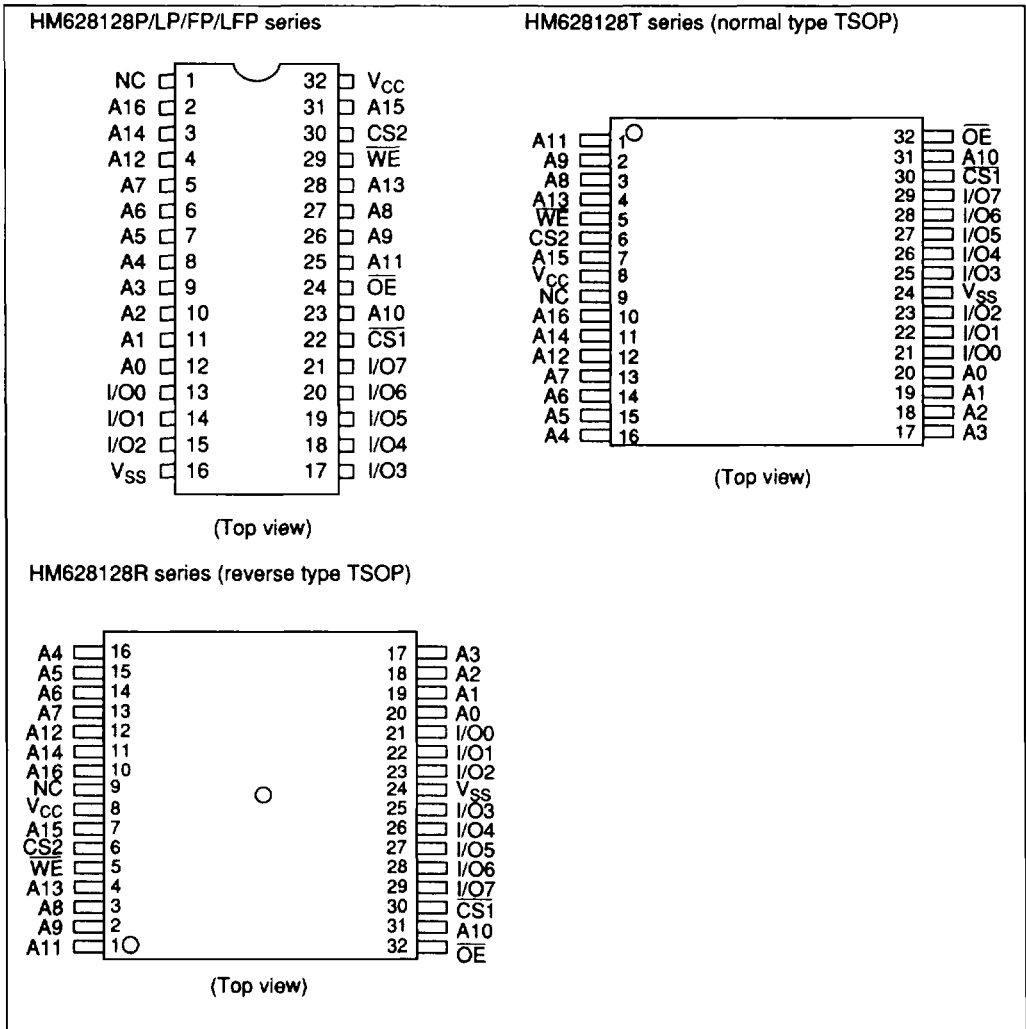 HM628128P/LP/FP/LFP series
NC 1 32 VCC
A16 2 31 A15
A14 3 30 CS2
A12 4 29 W̅E̅
A7 5 28 A13
A6 6 27 A8
A5 7 26 A9
A4 8 25 A11
A3 9 24 O̅E̅
A2 10 23 A10
A1 11 22 C̅S̅1̅
A0 12 21 I/O7
I/O0 13 20 I/O6
I/O1 14 19 I/O5
I/O2 15 18 I/O4
VSS 16 17 I/O3
(Top view)
HM628128T series (normal type TSOP)
A11 1 32 O̅E̅
A9 2 31 A10
A8 3 30 C̅S̅1̅
A13 4 29 I/O7
W̅E̅ 5 28 I/O6
CS2 6 27 I/O5
A15 7 26 I/O4
VCC 8 25 I/O3
NC 9 24 VSS
A16 10 23 I/O2
A14 11 22 I/O1
A12 12 21 I/O0
A7 13 20 A0
A6 14 19 A1
A5 15 18 A2
A4 16 17 A3
(Top view)
HM628128R series (reverse type TSOP)
A4 16 17 A3
A5 15 18 A2
A6 14 19 A1
A7 13 20 A0
A12 12 21 I/O0
A14 11 22 I/O1
A16 10 23 I/O2
NC 9 24 VSS
VCC 8 25 I/O3
A15 7 26 I/O4
CS2 6 27 I/O5
W̅E̅ 5 28 I/O6
A13 4 29 I/O7
A8 3 30 C̅S̅1̅
A9 2 31 A10
A11 1 32 O̅E̅
(Top view)